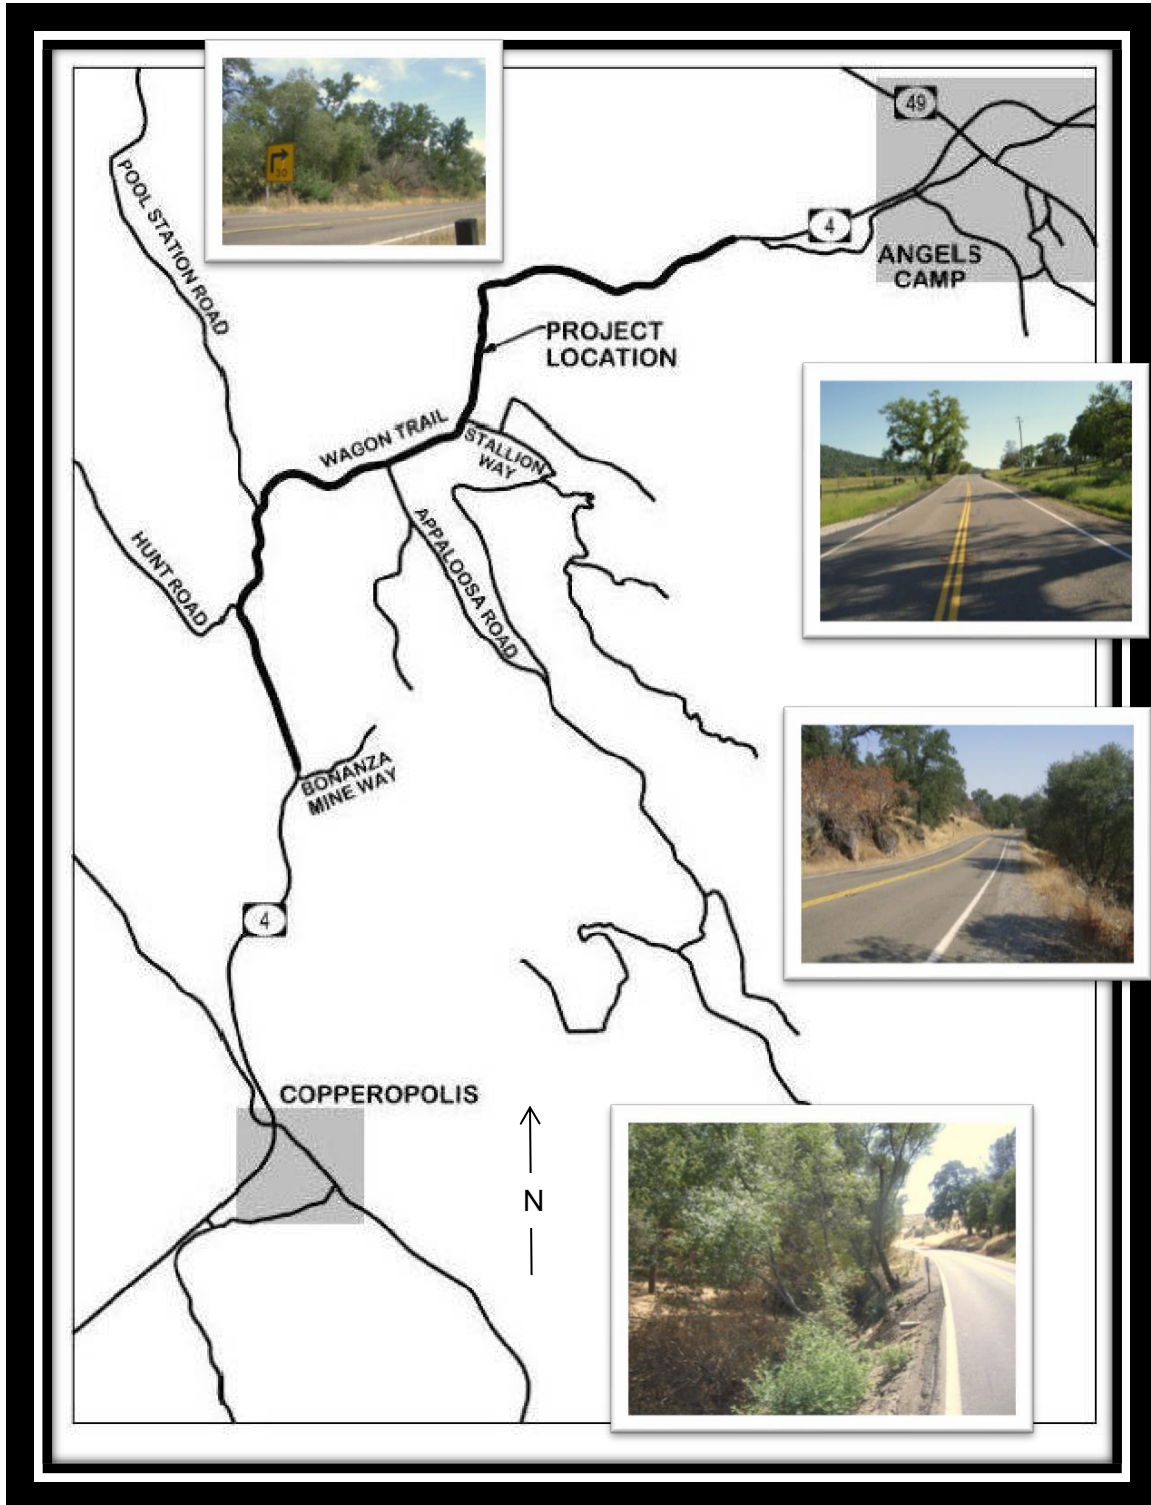 30
49
4
ANGELS
CAMP
POOL STATION ROAD
PROJECT
LOCATION
WAGON TRAIL
STALLION
WAY
APPALOOSA ROAD
HUNT ROAD
BONANZA
MINE WAY
4
COPPEROPOLIS
N